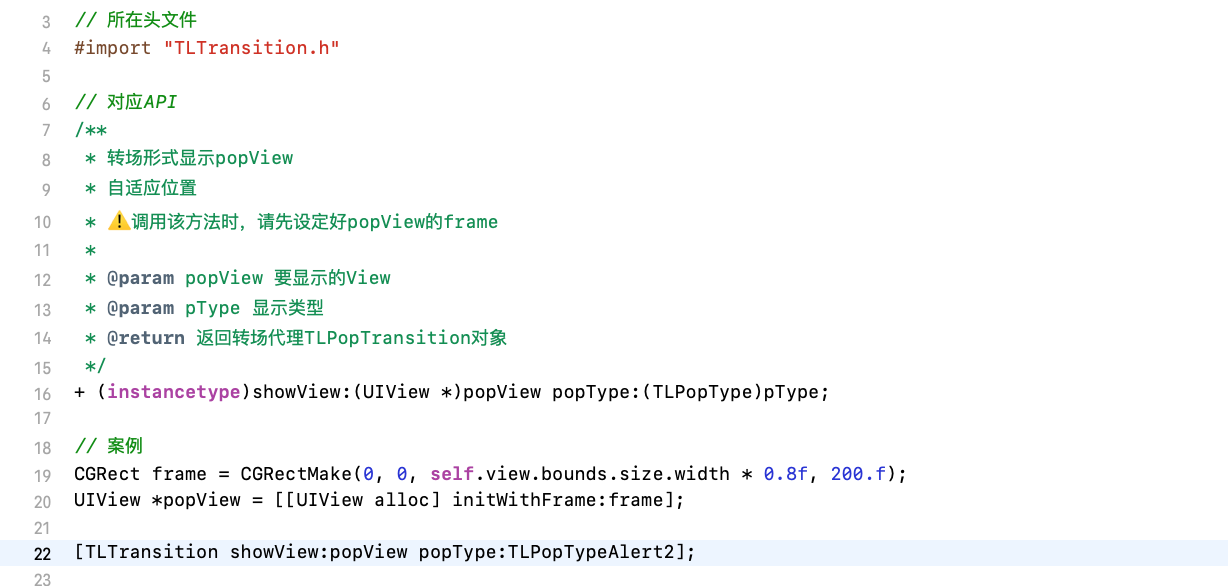 3 // 所在头文件
4 #import "TLTransition.h"
5
6 // 对应API
7 /**
8 * 转场形式显示popView
9 * 自适应位置
10 * ⚠️调用该方法时，请先设定好popView的frame
11 *
12 * @param popView 要显示的View
13 * @param pType 显示类型
14 * @return 返回转场代理TLPopTransition对象
15 */
16 + (instancetype)showView:(UIView *)popView popType:(TLPopType)pType;
17
18 // 案例
19 CGRect frame = CGRectMake(0, 0, self.view.bounds.size.width * 0.8f, 200.f);
20 UIView *popView = [[UIView alloc] initWithFrame:frame];
21
22 [TLTransition showView:popView popType:TLPopTypeAlert2];
23